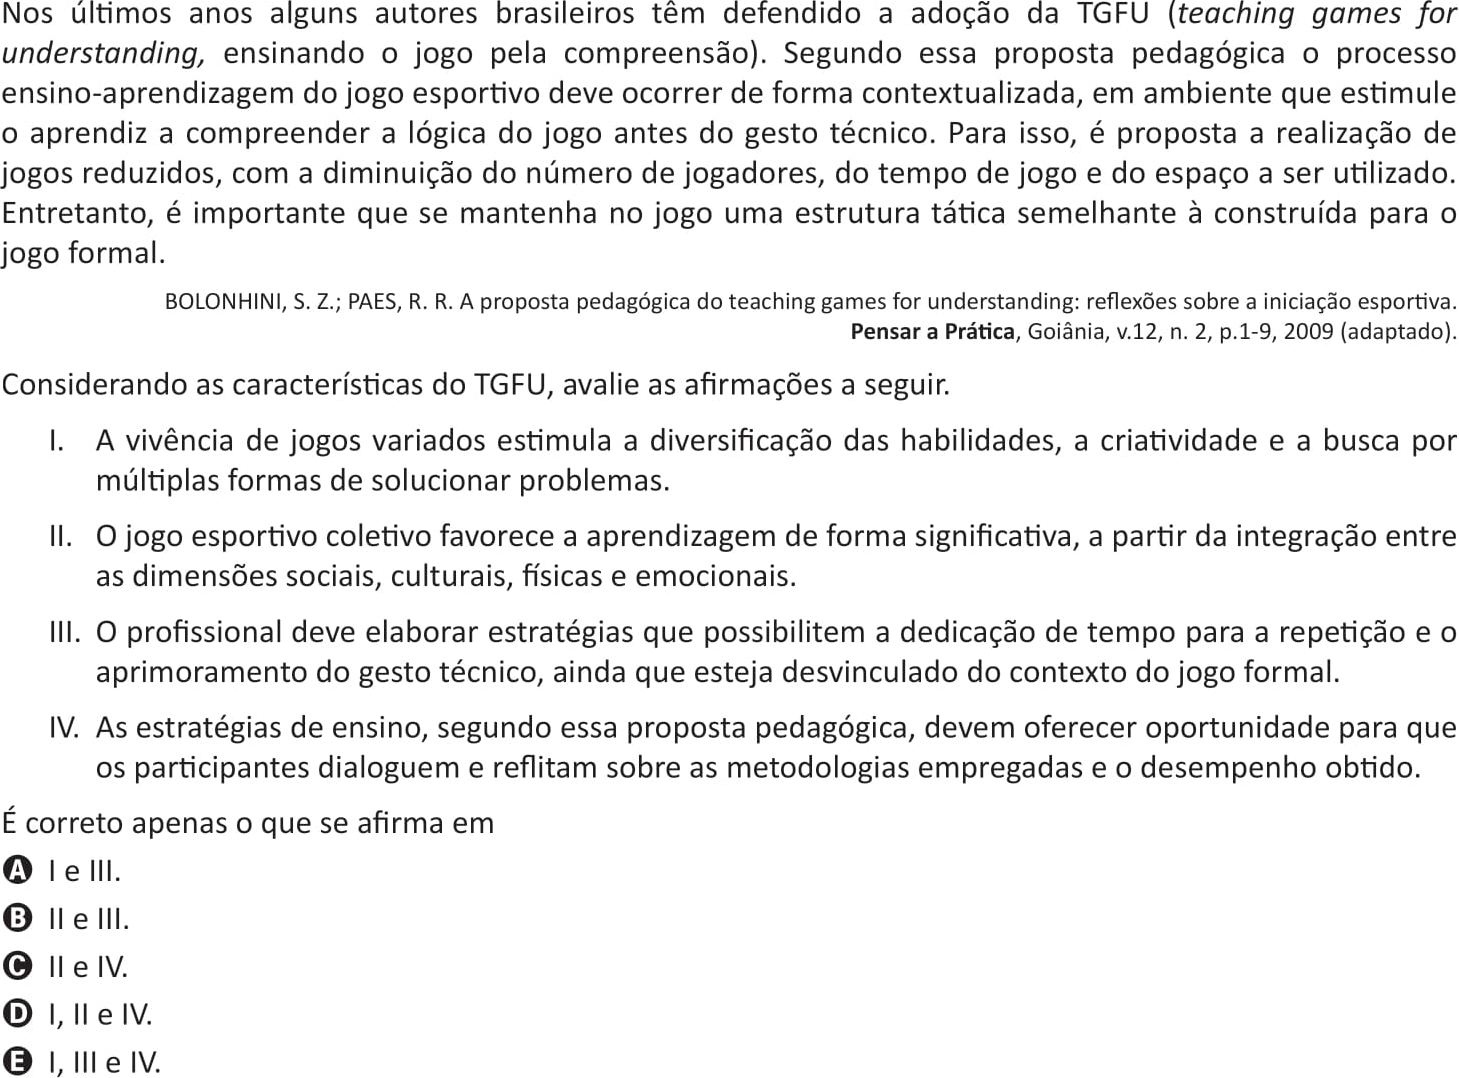 Nos últimos anos alguns autores brasileiros têm defendido a adoção da TGFU (teaching games for
understanding, ensinando o jogo pela compreensão). Segundo essa proposta pedagógica o processo
ensino-aprendizagem do jogo esportivo deve ocorrer de forma contextualizada, em ambiente que estimule
o aprendiz a compreender a lógica do jogo antes do gesto técnico. Para isso, é proposta a realização de
jogos reduzidos, com a diminuição do número de jogadores, do tempo de jogo e do espaço a ser utilizado.
Entretanto, é importante que se mantenha no jogo uma estrutura tática semelhante à construída para o
jogo formal.
BOLONHINI, S. Z.; PAES, R. R. A proposta pedagógica do teaching games for understanding: reflexões sobre a iniciação esportiva.
Pensar a Prática, Goiânia, v.12, n. 2, p.1-9, 2009 (adaptado).
Considerando as características do TGFU, avalie as afirmações a seguir.
I. A vivência de jogos variados estimula a diversificação das habilidades, a criatividade e a busca por
múltiplas formas de solucionar problemas.
II. O jogo esportivo coletivo favorece a aprendizagem de forma significativa, a partir da integração entre
as dimensões sociais, culturais, físicas e emocionais.
III. O profissional deve elaborar estratégias que possibilitem a dedicação de tempo para a repetição e o
aprimoramento do gesto técnico, ainda que esteja desvinculado do contexto do jogo formal.
IV. As estratégias de ensino, segundo essa proposta pedagógica, devem oferecer oportunidade para que
os participantes dialoguem e reflitam sobre as metodologias empregadas e o desempenho obtido.
É correto apenas o que se afirma em
A I e III.
B II e III.
C II e IV.
D I, II e IV.
E I, III e IV.